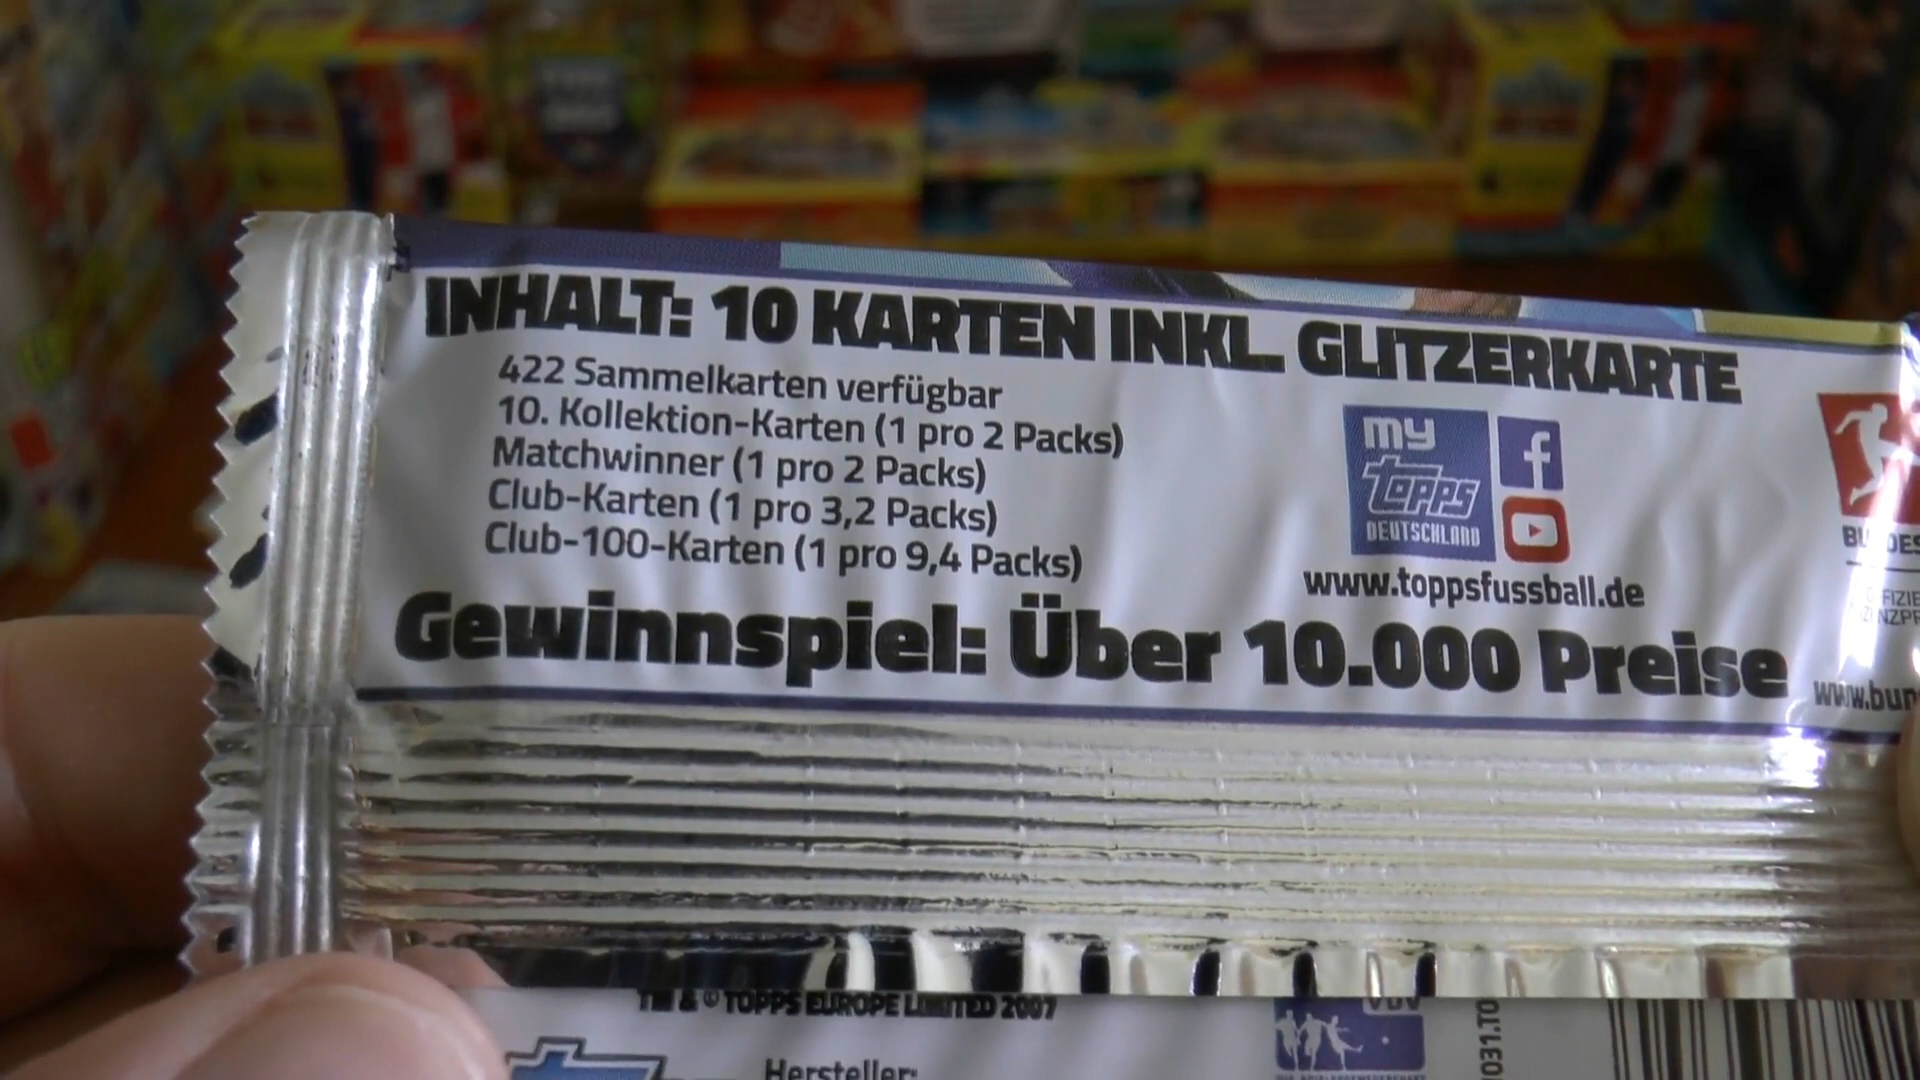 INHALT: 10 KARTEN INKL. GLITZERKARTE
422 Sammelkarten verfügbar
10. Kollektion-Karten (1 pro 2 Packs)
Matchwinner (1 pro 2 Packs)
Club-Karten (1 pro 3,2 Packs)
Club-100-Karten (1 pro 9,4 Packs)
my
topps
DEUTSCHLAND
f
www.toppsfussball.de
Gewinnspiel: Über 10.000 Preise
TM & © TOPPS EUROPE LIMITED 2007
Hersteller:
VDV